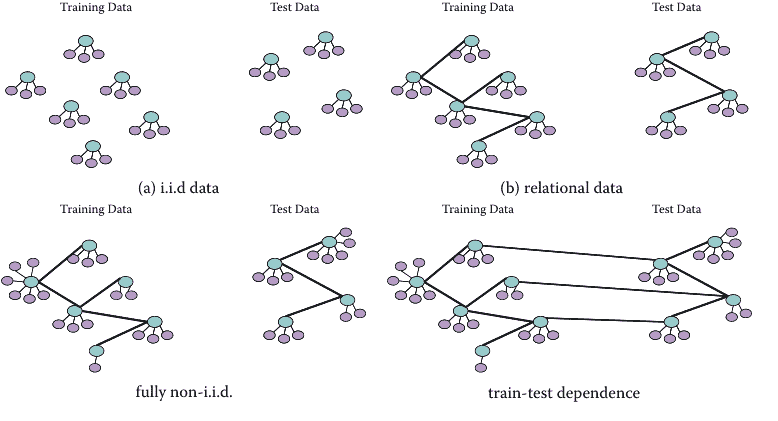 Training Data
Test Data
Training Data
Test Data
(a) i.i.d data
(b) relational data
Training Data
Test Data
Training Data
Test Data
fully non-i.i.d.
train-test dependence